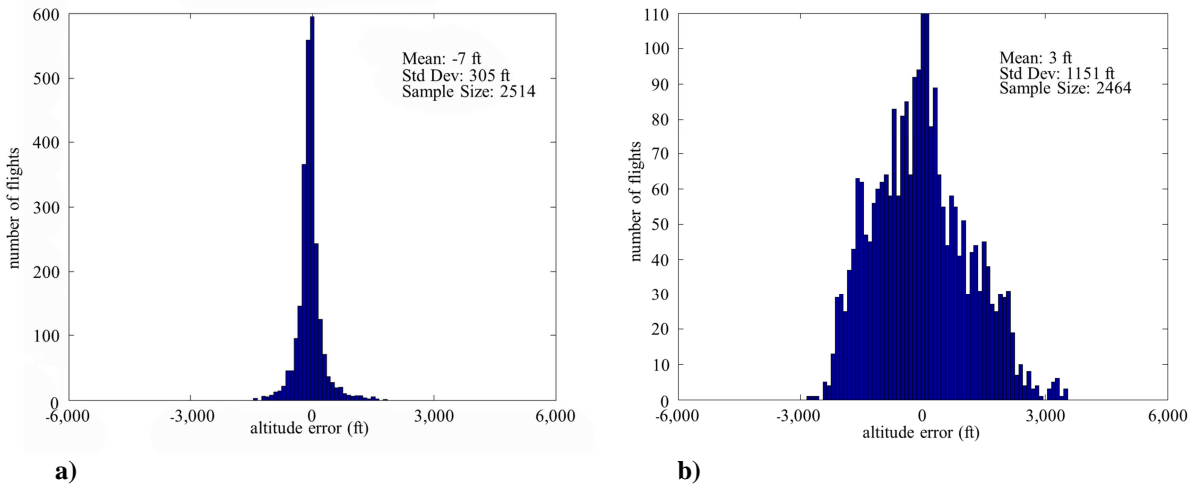 600
500
400
300
200
100
0
number of flights
Mean: -7 ft
Std Dev: 305 ft
Sample Size: 2514
-6,000 -3,000 0 3,000 6,000
altitude error (ft)
a)
110
100
90
80
70
60
50
40
30
20
10
0
number of flights
Mean: 3 ft
Std Dev: 1151 ft
Sample Size: 2464
-6,000 -3,000 0 3,000 6,000
altitude error (ft)
b)